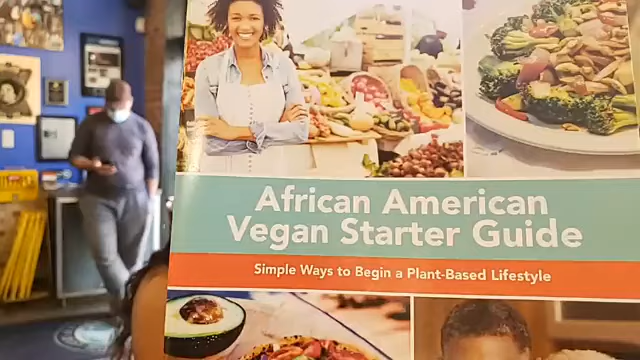 African American
Vegan Starter Guide
Simple Ways to Begin a Plant-Based Lifestyle